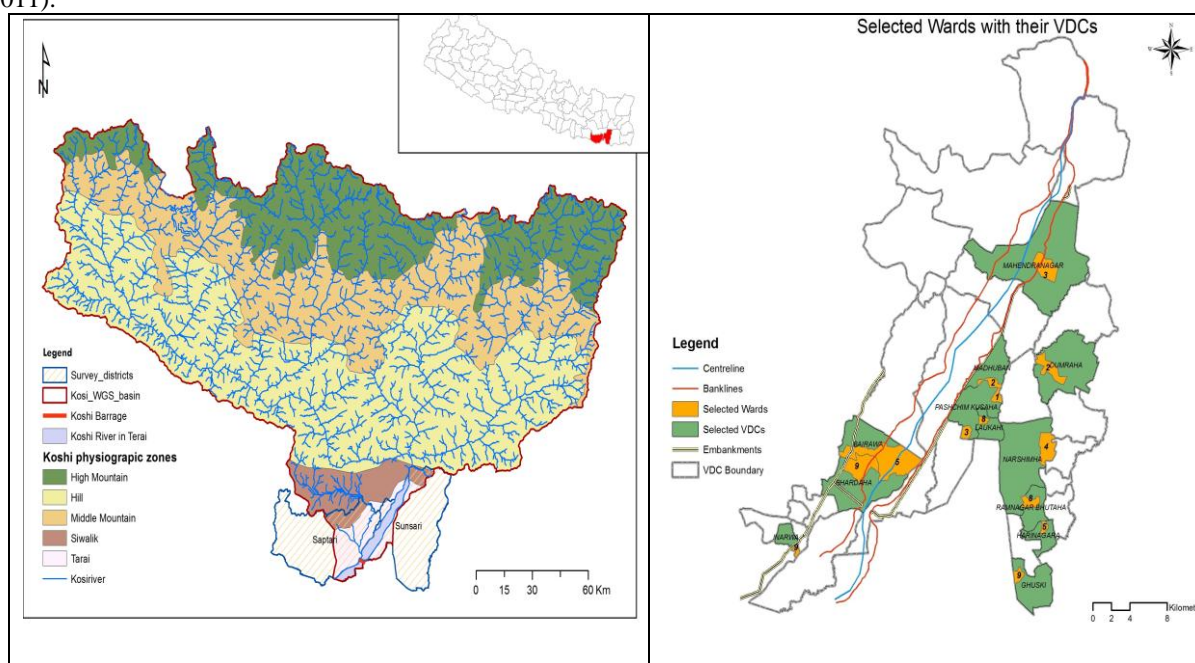 011).
N
Legend
Survey_districts
Kosi_WGS_basin
Koshi Barrage
Koshi River in Terai
Koshi physiograpic zones
High Mountain
Hill
Middle Mountain
Siwalik
Tarai
Kosiriver
Saptari
Sunsari
0 15 30 60 Km
Selected Wards with their VDCs
Legend
Centreline
Banklines
Selected Wards
Selected VDCs
Embankments
VDC Boundary
MAHENDRANAGAR
3
2
DUMRAHA
MADHUBAN
2
1
PASHCHIM KUSAHA
8
LAUKAHI
3
NARSHIMHA
4
BAIRAWA
9
5
BHARDAHA
RAMNAGAR BHUTAHA
HARINAGARA
5
9
GHUSKI
9
Kilomet
0 2 4 8